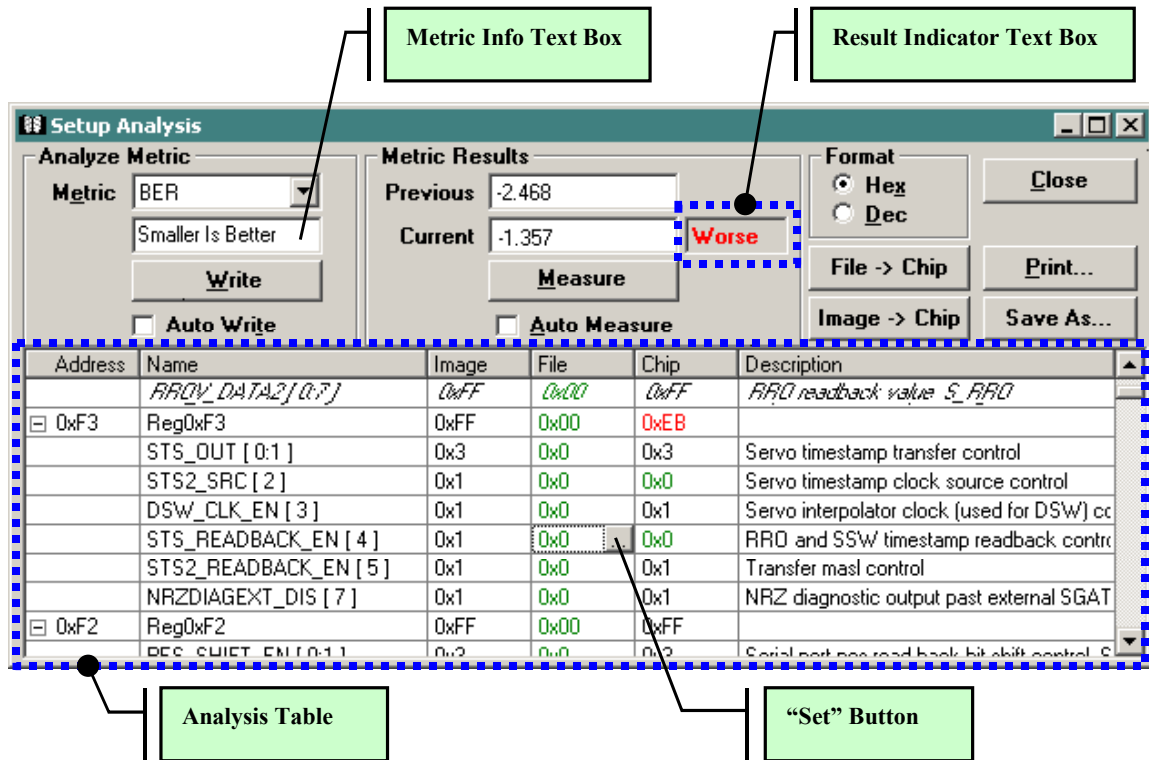 Metric Info Text Box
Result Indicator Text Box
Setup Analysis
Analyze Metric
Metric Results
Format
Metric BER
Previous -2.468
Hex
Close
Smaller Is Better
Current -1.357 Worse
Dec
Write
Measure
File -> Chip
Print...
Auto Write
Auto Measure
Image -> Chip
Save As...
Address Name Image File Chip Description
RROV_DATA2 [ 0:7 ] 0xFF 0x00 0xFF RRO readback value S_RRO
0xF3 Reg0xF3 0xFF 0x00 0xEB
STS_OUT [ 0:1 ] 0x3 0x0 0x3 Servo timestamp transfer control
STS2_SRC [ 2 ] 0x1 0x0 0x0 Servo timestamp clock source control
DSW_CLK_EN [ 3 ] 0x1 0x0 0x1 Servo interpolator clock (used for DSW) cc
STS_READBACK_EN [ 4 ] 0x1 0x0 ... 0x0 RRO and SSW timestamp readback contro
STS2_READBACK_EN [ 5 ] 0x1 0x0 0x1 Transfer masl control
NRZDIAGEXT_DIS [ 7 ] 0x1 0x0 0x1 NRZ diagnostic output past external SGAT
0xF2 Reg0xF2 0xFF 0x00 0xFF
Analysis Table
“Set” Button